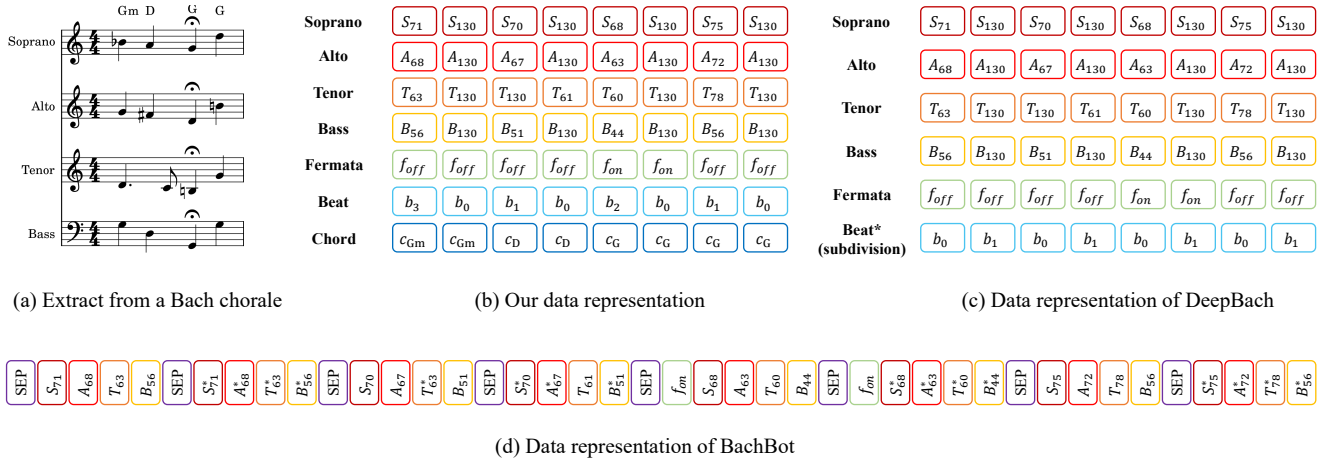 Gm D G G
Soprano
Alto
Tenor
Bass
(a) Extract from a Bach chorale
Soprano S71 S130 S70 S130 S68 S130 S75 S130
Alto A68 A130 A67 A130 A63 A130 A72 A130
Tenor T63 T130 T130 T61 T60 T130 T78 T130
Bass B56 B130 B51 B130 B44 B130 B56 B130
Fermata foff foff foff foff fon fon foff foff
Beat b3 b0 b1 b0 b2 b0 b1 b0
Chord cGm cGm cD cD cG cG cG cG
(b) Our data representation
Soprano S71 S130 S70 S130 S68 S130 S75 S130
Alto A68 A130 A67 A130 A63 A130 A72 A130
Tenor T63 T130 T130 T61 T60 T130 T78 T130
Bass B56 B130 B51 B130 B44 B130 B56 B130
Fermata foff foff foff foff fon fon foff foff
Beat*
(subdivision) b0 b1 b0 b1 b0 b1 b0 b1
(c) Data representation of DeepBach
SEP S71 A68 T63 B56 SEP S*71 A*68 T*63 B*56 SEP S70 A67 T*63 B51 SEP S*70 A*67 T61 B*51 SEP fon S68 A63 T60 B44 SEP fon S*68 A*63 T*60 B*44 SEP S75 A72 T78 B56 SEP S*75 A*72 T*78 B*56
(d) Data representation of BachBot